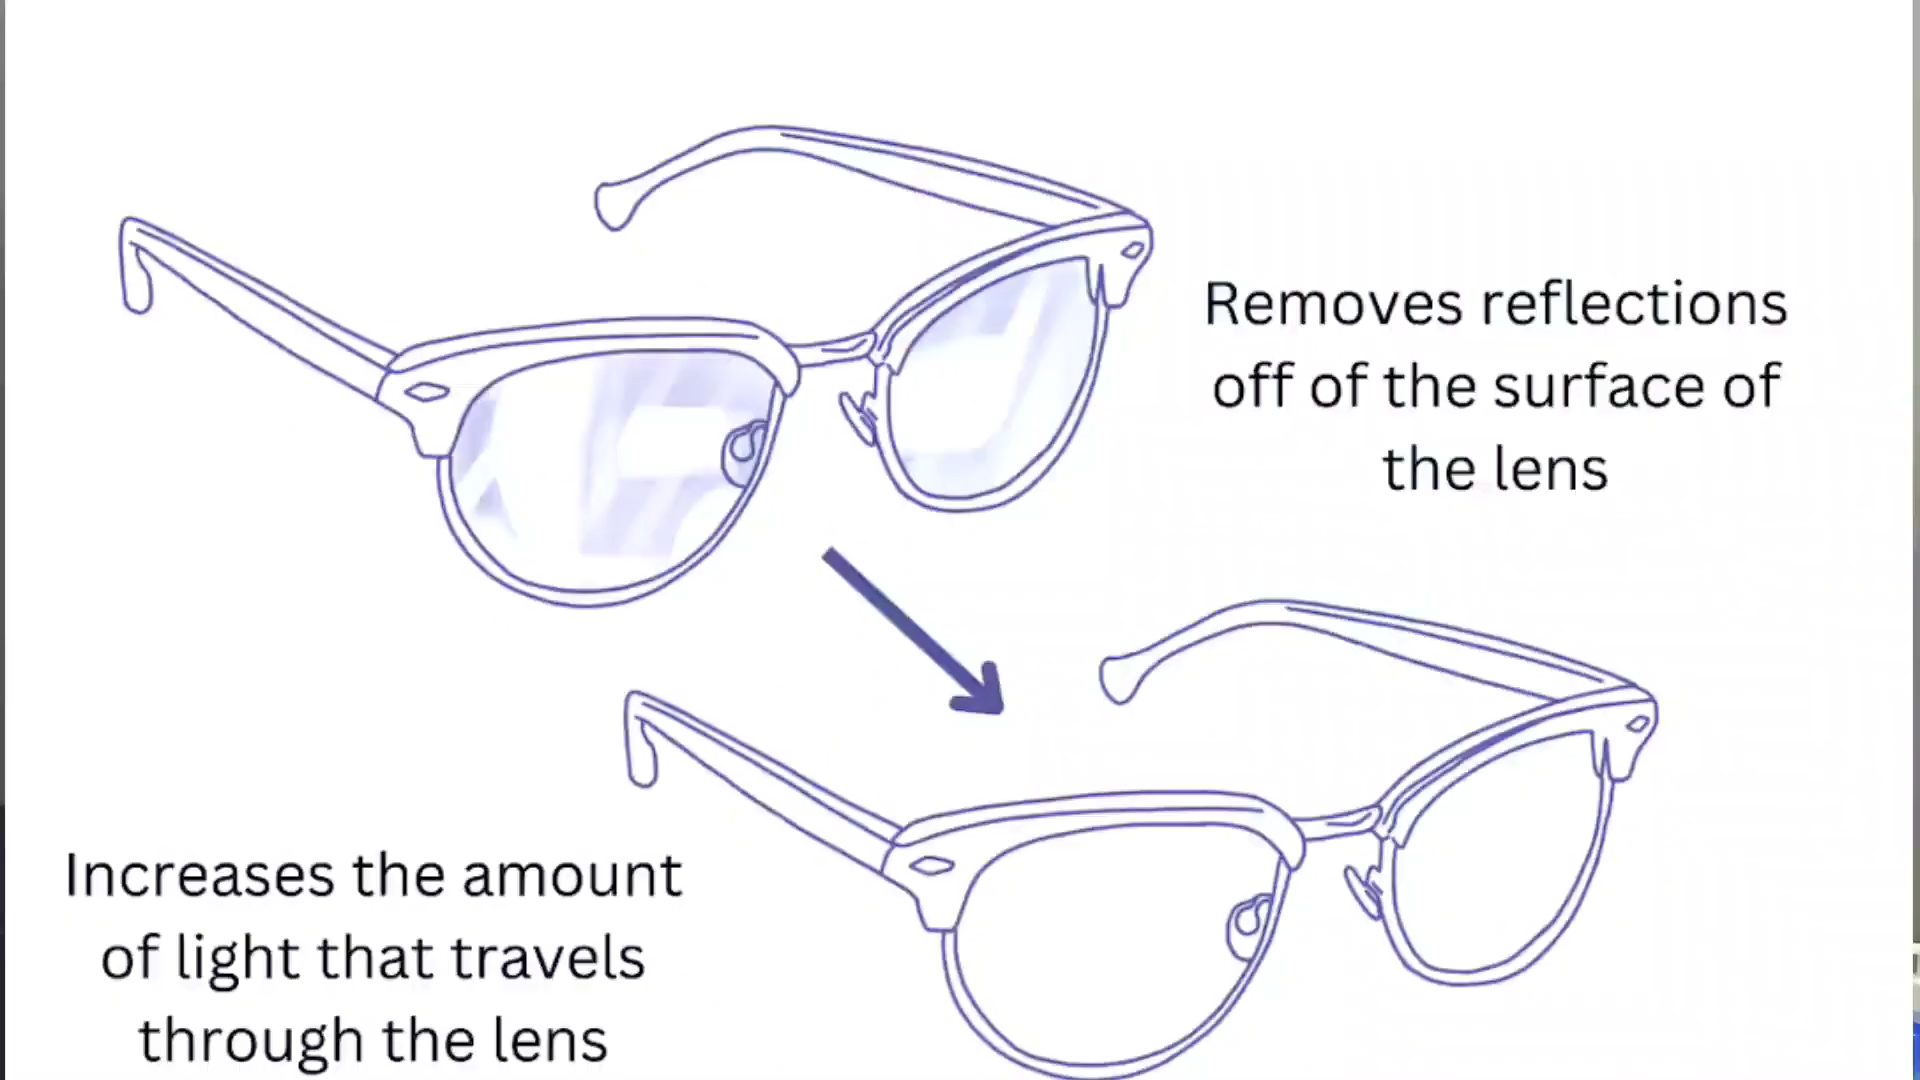 Removes reflections
off of the surface of
the lens
Increases the amount
of light that travels
through the lens